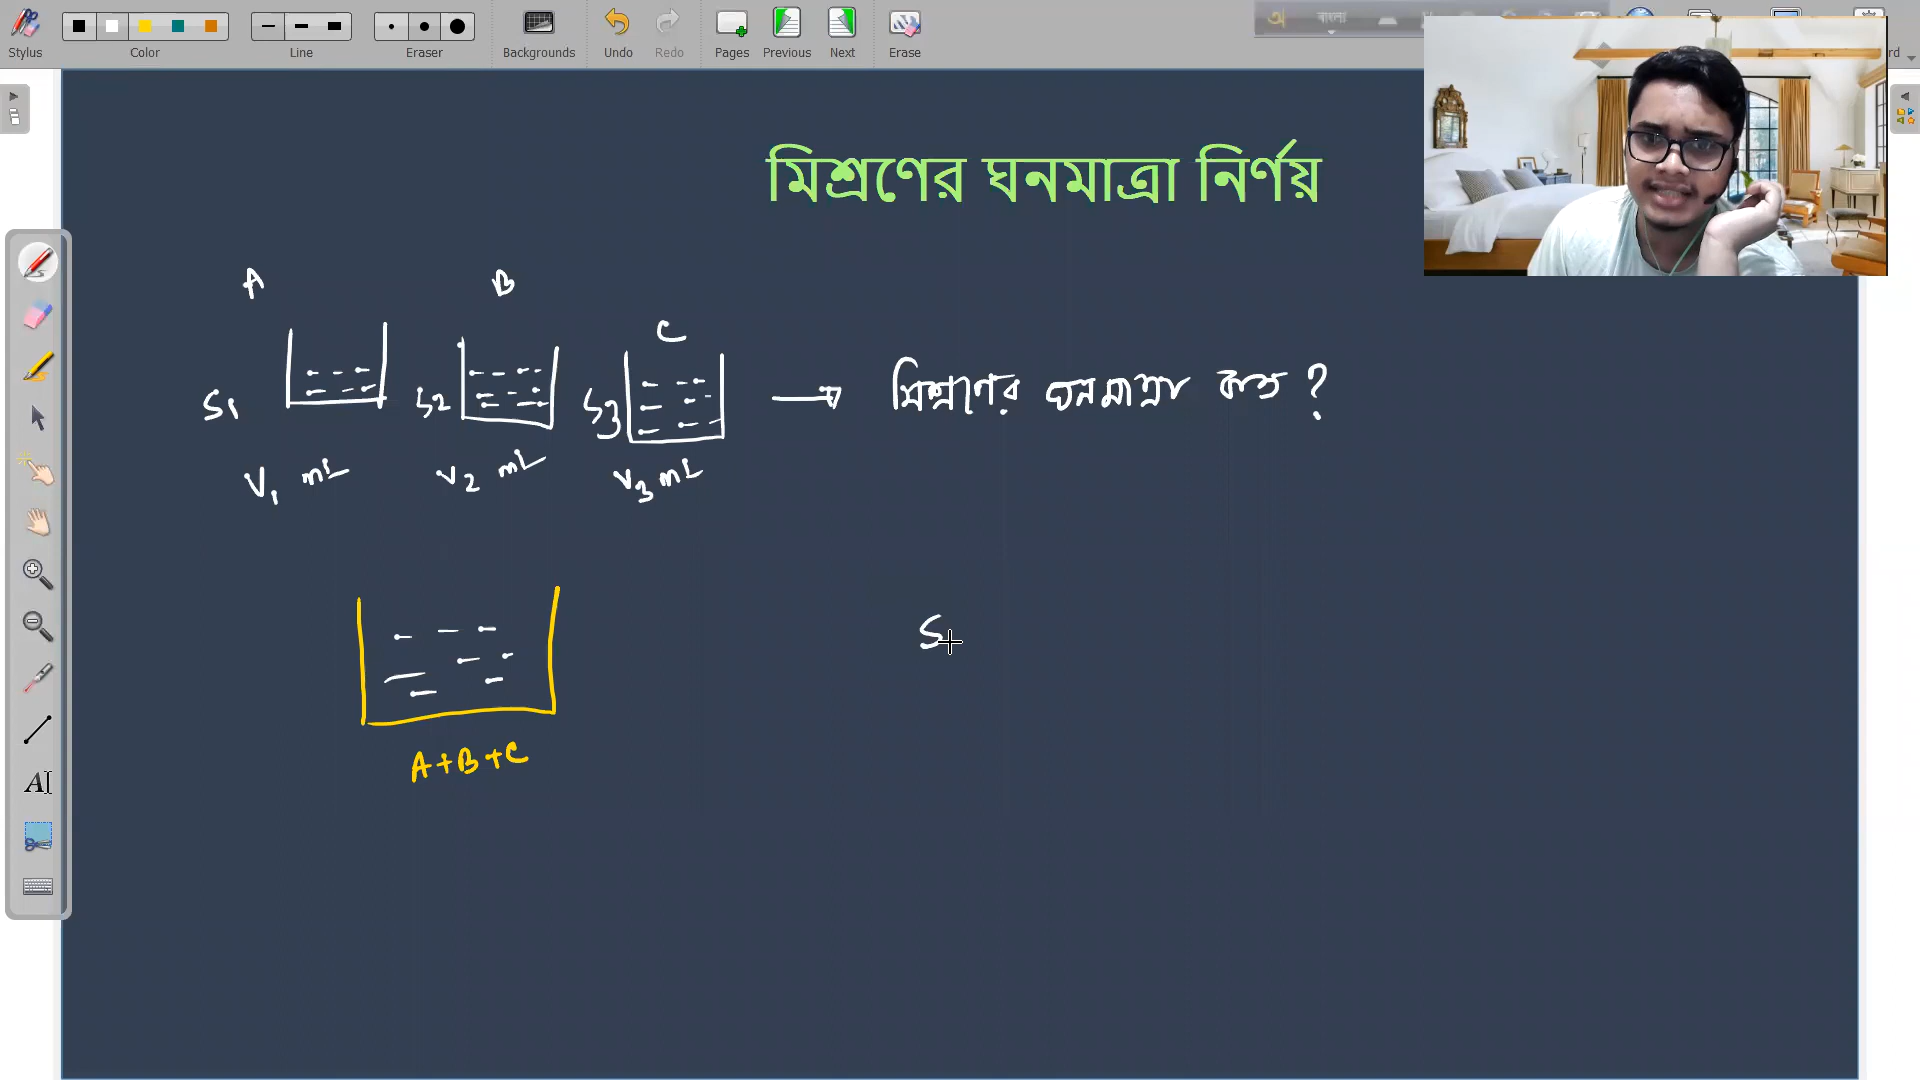 Stylus
Color
Line
Eraser
Backgrounds
Undo
Redo
Pages
Previous
Next
Erase
মিশ্রণের ঘনমাত্রা নির্ণয়
A
B
C
S1
S2
S3
মিশ্রণের ঘনমাত্রা কত ?
V1 mL
V2 mL
V3 mL
S
A+B+C